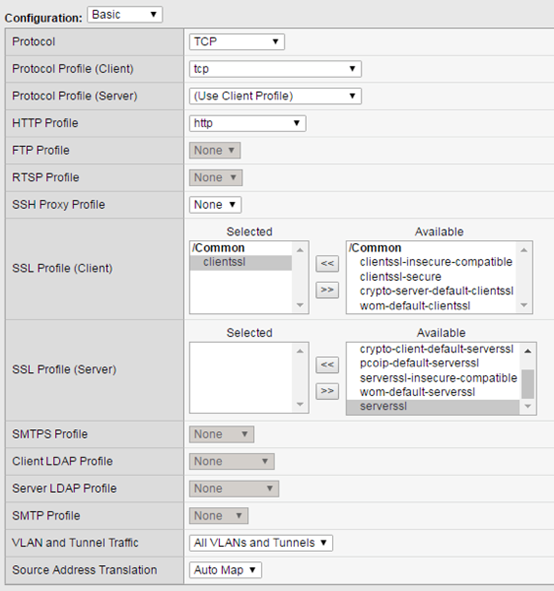 Configuration: Basic
Protocol TCP
Protocol Profile (Client) tcp
Protocol Profile (Server) (Use Client Profile)
HTTP Profile http
FTP Profile None
RTSP Profile None
SSH Proxy Profile None
Selected Available
SSL Profile (Client)
/Common
clientssl
<<
>>
/Common
clientssl-insecure-compatible
clientssl-secure
crypto-server-default-clientssl
wom-default-clientssl
Selected Available
SSL Profile (Server)
<<
>>
crypto-client-default-serverssl
pcoip-default-serverssl
serverssl-insecure-compatible
wom-default-serverssl
serverssl
SMTPS Profile None
Client LDAP Profile None
Server LDAP Profile None
SMTP Profile None
VLAN and Tunnel Traffic All VLANs and Tunnels
Source Address Translation Auto Map